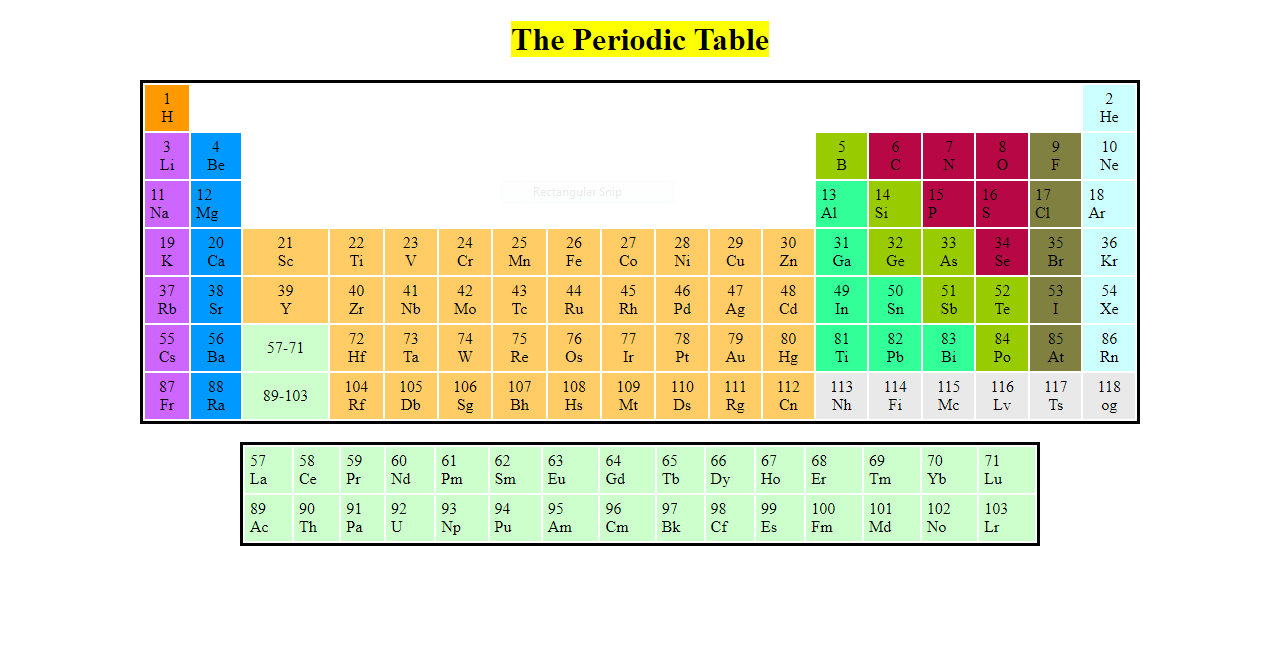 The Periodic Table
1 2
H He
3 4 5 6 7 8 9 10
Li Be B C N O F Ne
Rectangular Snip
11 12 13 14 15 16 17 18
Na Mg Al Si P S Cl Ar
19 20 21 22 23 24 25 26 27 28 29 30 31 32 33 34 35 36
K Ca Sc Ti V Cr Mn Fe Co Ni Cu Zn Ga Ge As Se Br Kr
37 38 39 40 41 42 43 44 45 46 47 48 49 50 51 52 53 54
Rb Sr Y Zr Nb Mo Tc Ru Rh Pd Ag Cd In Sn Sb Te I Xe
55 56 57-71 72 73 74 75 76 77 78 79 80 81 82 83 84 85 86
Cs Ba Hf Ta W Re Os Ir Pt Au Hg Ti Pb Bi Po At Rn
87 88 89-103 104 105 106 107 108 109 110 111 112 113 114 115 116 117 118
Fr Ra Rf Db Sg Bh Hs Mt Ds Rg Cn Nh Fi Mc Lv Ts og
57 58 59 60 61 62 63 64 65 66 67 68 69 70 71
La Ce Pr Nd Pm Sm Eu Gd Tb Dy Ho Er Tm Yb Lu
89 90 91 92 93 94 95 96 97 98 99 100 101 102 103
Ac Th Pa U Np Pu Am Cm Bk Cf Es Fm Md No Lr